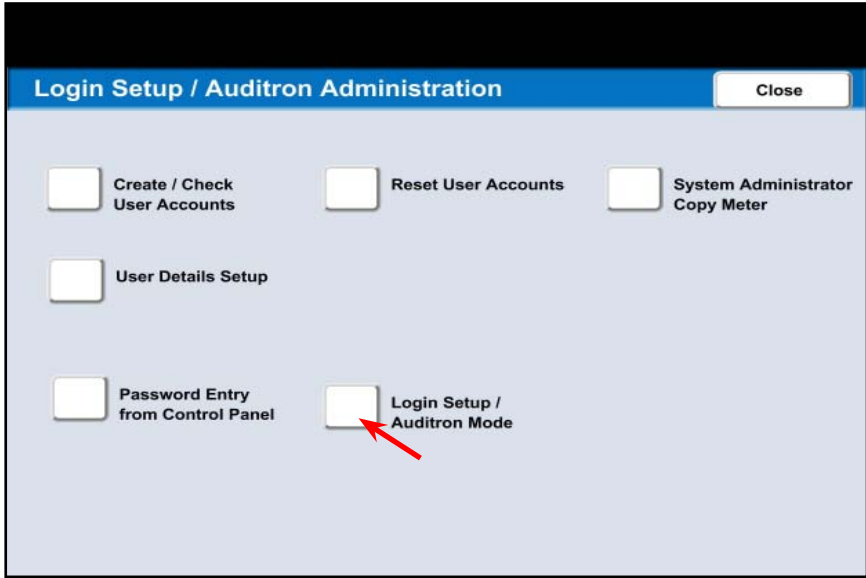 Login Setup / Auditron Administration
Close
Create / Check
User Accounts
Reset User Accounts
System Administrator
Copy Meter
User Details Setup
Password Entry
from Control Panel
Login Setup /
Auditron Mode